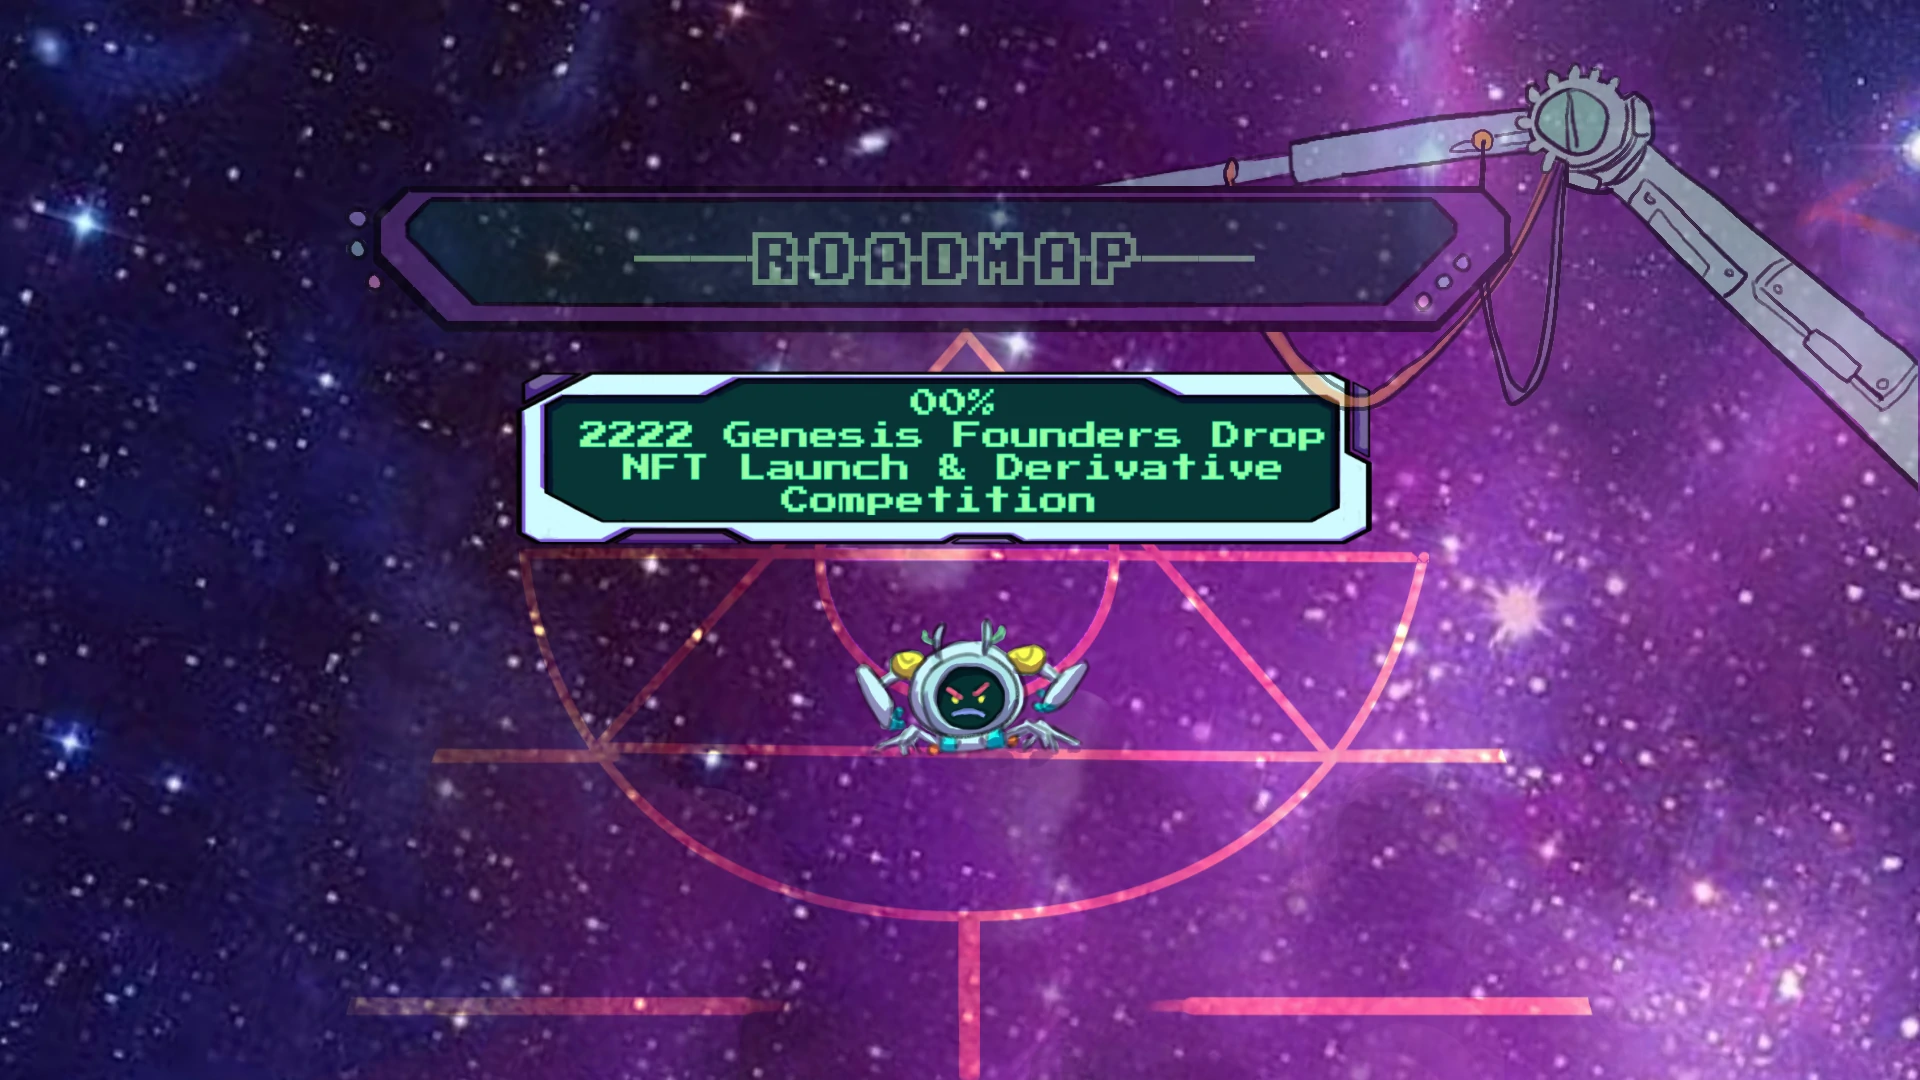 ROADMAP
00%
2222 Genesis Founders Drop
NFT Launch & Derivative
Competition